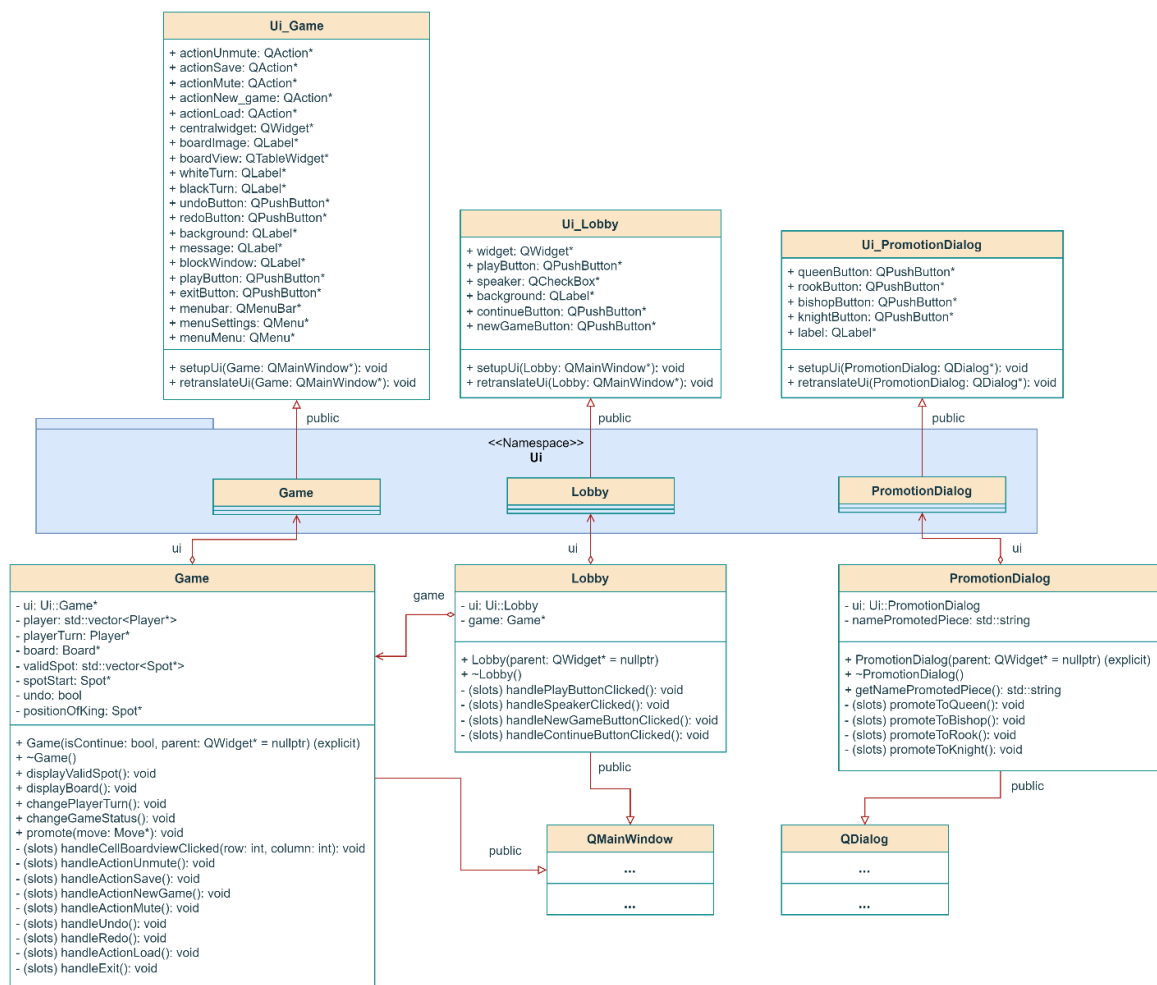 Ui_Game
+ actionUnmute: QAction*
+ actionSave: QAction*
+ actionMute: QAction*
+ actionNew_game: QAction*
+ actionLoad: QAction*
+ centralwidget: QWidget*
+ boardImage: QLabel*
+ boardView: QTableWidget*
+ whiteTurn: QLabel*
+ blackTurn: QLabel*
+ undoButton: QPushButton*
+ redoButton: QPushButton*
+ background: QLabel*
+ message: QLabel*
+ blockWindow: QLabel*
+ playButton: QPushButton*
+ exitButton: QPushButton*
+ menubar: QMenuBar*
+ menuSettings: QMenu*
+ menuMenu: QMenu*
+ setupUi(Game: QMainWindow*): void
+ retranslateUi(Game: QMainWindow*): void
Ui_Lobby
+ widget: QWidget*
+ playButton: QPushButton*
+ speaker: QCheckBox*
+ background: QLabel*
+ continueButton: QPushButton*
+ newGameButton: QPushButton*
+ setupUi(Lobby: QMainWindow*): void
+ retranslateUi(Lobby: QMainWindow*): void
Ui_PromotionDialog
+ queenButton: QPushButton*
+ rookButton: QPushButton*
+ bishopButton: QPushButton*
+ knightButton: QPushButton*
+ label: QLabel*
+ setupUi(PromotionDialog: QDialog*): void
+ retranslateUi(PromotionDialog: QDialog*): void
public
public
public
<<Namespace>>
Ui
Game
Lobby
PromotionDialog
ui
ui
ui
Game
- ui: Ui::Game*
- player: std::vector<Player*>
- playerTurn: Player*
- board: Board*
- validSpot: std::vector<Spot*>
- spotStart: Spot*
- undo: bool
- positionOfKing: Spot*
+ Game(isContinue: bool, parent: QWidget* = nullptr) (explicit)
+ ~Game()
+ displayValidSpot(): void
+ displayBoard(): void
+ changePlayerTurn(): void
+ changeGameStatus(): void
+ promote(move: Move*): void
- (slots) handleCellBoardviewClicked(row: int, column: int): void
- (slots) handleActionUnmute(): void
- (slots) handleActionSave(): void
- (slots) handleActionNewGame(): void
- (slots) handleActionMute(): void
- (slots) handleUndo(): void
- (slots) handleRedo(): void
- (slots) handleActionLoad(): void
- (slots) handleExit(): void
game
Lobby
- ui: Ui::Lobby
- game: Game*
+ Lobby(parent: QWidget* = nullptr)
+ ~Lobby()
- (slots) handlePlayButtonClicked(): void
- (slots) handleSpeakerClicked(): void
- (slots) handleNewGameButtonClicked(): void
- (slots) handleContinueButtonClicked(): void
PromotionDialog
- ui: Ui::PromotionDialog
- namePromotedPiece: std::string
+ PromotionDialog(parent: QWidget* = nullptr) (explicit)
+ ~PromotionDialog()
+ getNamePromotedPiece(): std::string
- (slots) promoteToQueen(): void
- (slots) promoteToBishop(): void
- (slots) promoteToRook(): void
- (slots) promoteToKnight(): void
public
public
public
QMainWindow
...
...
QDialog
...
...